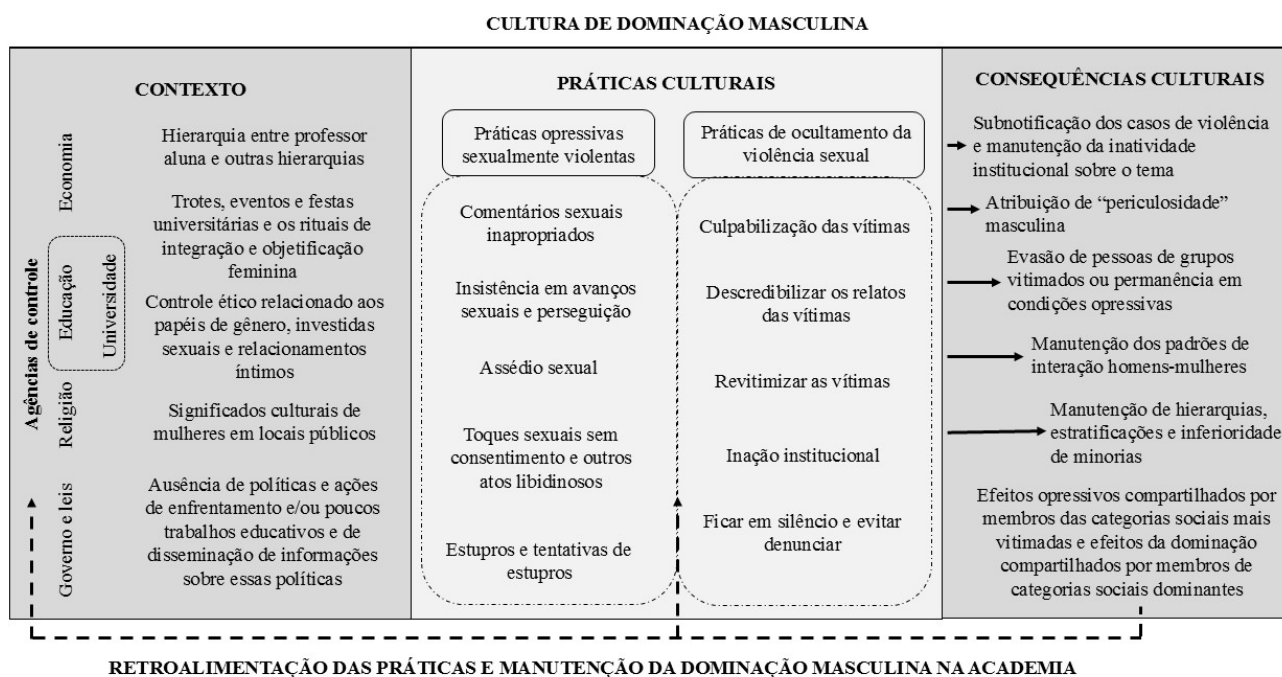 CULTURA DE DOMINAÇÃO MASCULINA
CONTEXTO
Agências de controle
Economia
Educação
Universidade
Religião
Governo e leis
Hierarquia entre professor
aluna e outras hierarquias
Trotes, eventos e festas
universitárias e os rituais de
integração e objetificação
feminina
Controle ético relacionado aos
papéis de gênero, investidas
sexuais e relacionamentos
íntimos
Significados culturais de
mulheres em locais públicos
Ausência de políticas e ações
de enfrentamento e/ou poucos
trabalhos educativos e de
disseminação de informações
sobre essas políticas
PRÁTICAS CULTURAIS
Práticas opressivas
sexualmente violentas
Comentários sexuais
inapropriados
Insistência em avanços
sexuais e perseguição
Assédio sexual
Toques sexuais sem
consentimento e outros
atos libidinosos
Estupros e tentativas de
estupros
Práticas de ocultamento da
violência sexual
Culpabilização das vítimas
Descredibilizar os relatos
das vítimas
Revitimizar as vítimas
Inação institucional
Ficar em silêncio e evitar
denunciar
CONSEQUÊNCIAS CULTURAIS
Subnotificação dos casos de violência
e manutenção da inatividade
institucional sobre o tema
Atribuição de “periculosidade”
masculina
Evasão de pessoas de grupos
vitimados ou permanência em
condições opressivas
Manutenção dos padrões de
interação homens-mulheres
Manutenção de hierarquias,
estratificações e inferioridade
de minorias
Efeitos opressivos compartilhados por
membros das categorias sociais mais
vitimadas e efeitos da dominação
compartilhados por membros de
categorias sociais dominantes
RETROALIMENTAÇÃO DAS PRÁTICAS E MANUTENÇÃO DA DOMINAÇÃO MASCULINA NA ACADEMIA